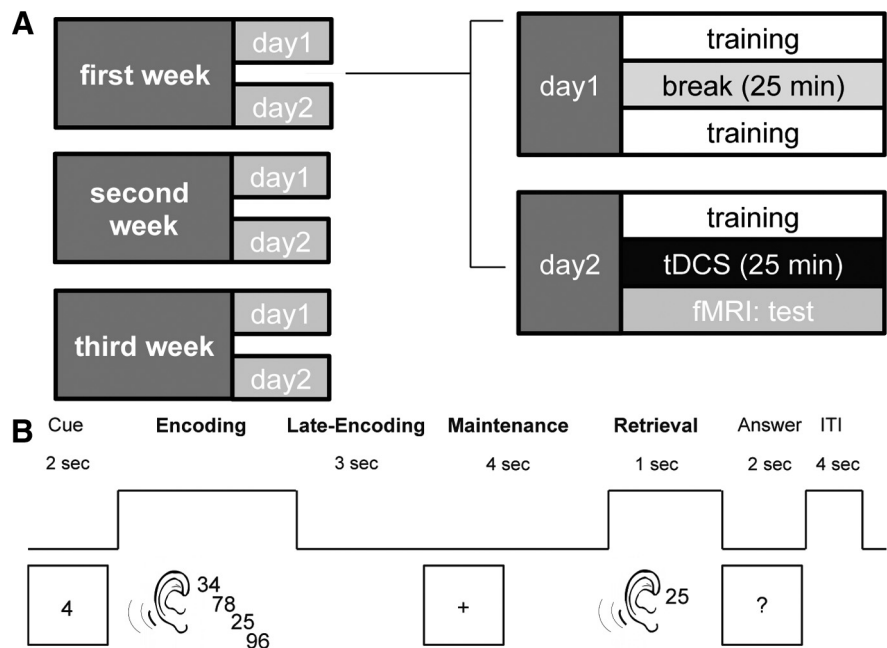 A
first week
day1
day2
second
week
day1
day2
third week
day1
day2
day1
training
break (25 min)
training
day2
training
tDCS (25 min)
fMRI: test
B
Cue Encoding Late-Encoding Maintenance Retrieval Answer ITI
2 sec 3 sec 4 sec 1 sec 2 sec 4 sec
4
34
78
25
96
+
25
?